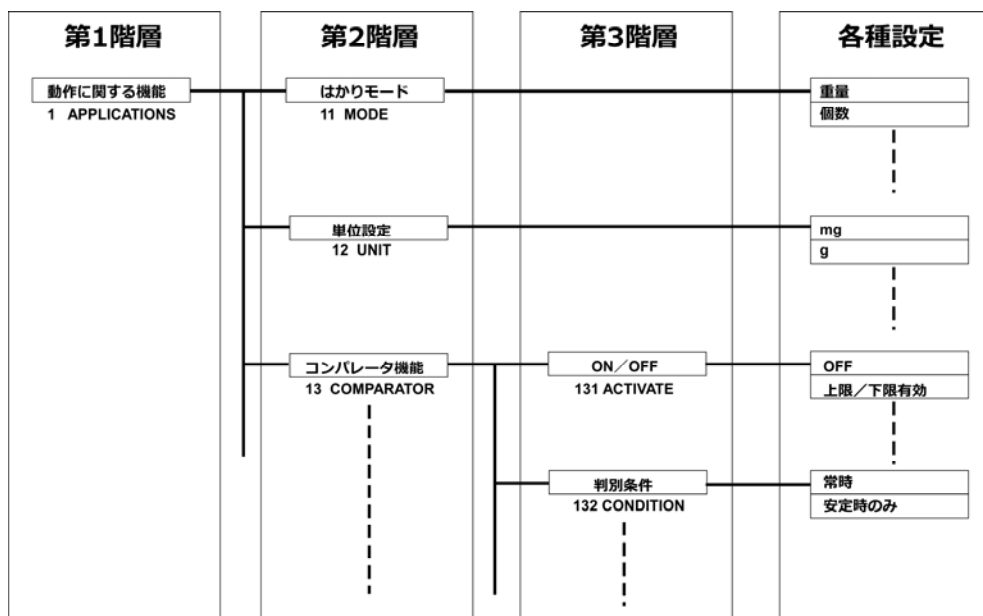 第1階層
第2階層
第3階層
各種設定
動作に関する機能
1 APPLICATIONS
はかりモード
11 MODE
重量
個数
単位設定
12 UNIT
mg
g
コンパレータ機能
13 COMPARATOR
ON／OFF
131 ACTIVATE
OFF
上限／下限有効
判別条件
132 CONDITION
常時
安定時のみ